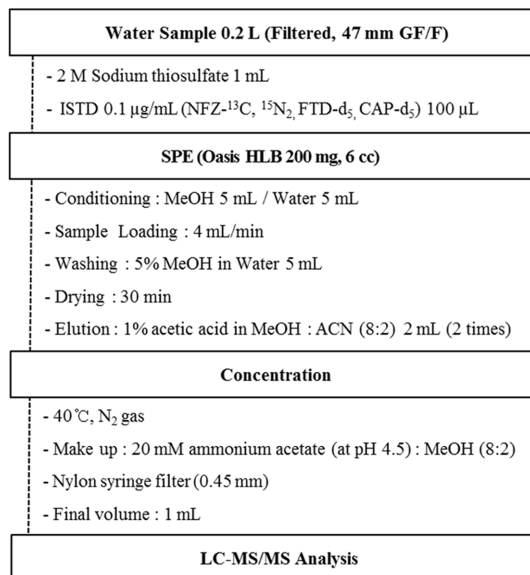 Water Sample 0.2 L (Filtered, 47 mm GF/F)
- 2 M Sodium thiosulfate 1 mL
- ISTD 0.1 μg/mL (NFZ-¹³C, ¹⁵N₂, FTD-d₅, CAP-d₅) 100 μL
SPE (Oasis HLB 200 mg, 6 cc)
- Conditioning : MeOH 5 mL / Water 5 mL
- Sample Loading : 4 mL/min
- Washing : 5% MeOH in Water 5 mL
- Drying : 30 min
- Elution : 1% acetic acid in MeOH : ACN (8:2) 2 mL (2 times)
Concentration
- 40℃, N₂ gas
- Make up : 20 mM ammonium acetate (at pH 4.5) : MeOH (8:2)
- Nylon syringe filter (0.45 mm)
- Final volume : 1 mL
LC-MS/MS Analysis